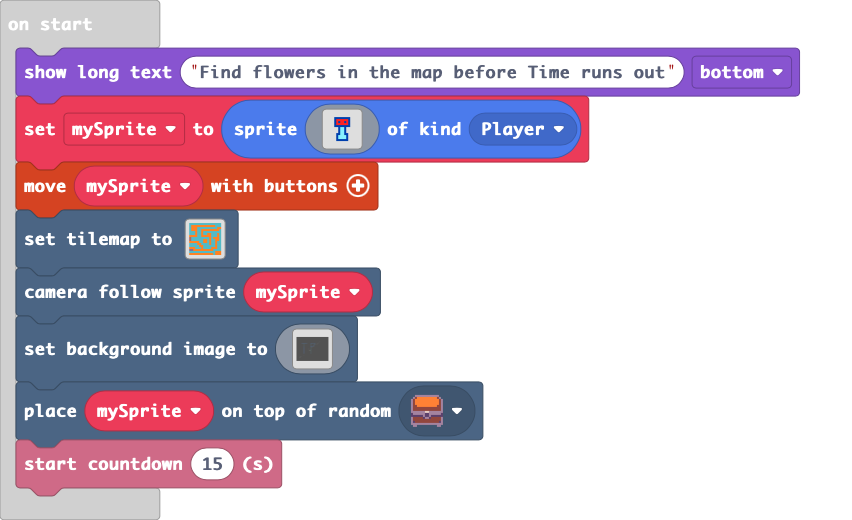 on start
show long text "Find flowers in the map before Time runs out" bottom
set mySprite to sprite of kind Player
move mySprite with buttons
set tilemap to
camera follow sprite mySprite
set background image to
place mySprite on top of random
start countdown 15 (s)